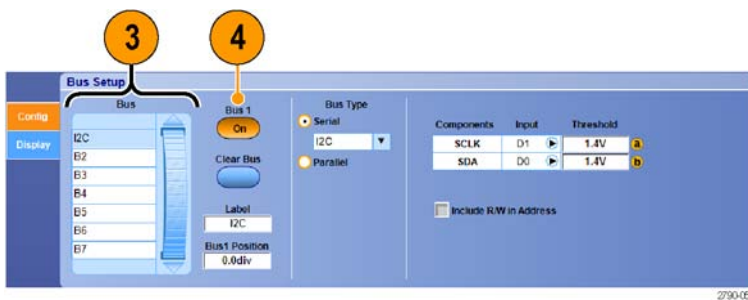 3
4
Bus Setup
Config
Display
Bus
I2C
B2
B3
B4
B5
B6
B7
Bus 1
On
Clear Bus
Label
I2C
Bus1 Position
0.0div
Bus Type
Serial
I2C
Parallel
Components Input Threshold
SCLK D1 1.4V a
SDA D0 1.4V b
Include R/W in Address